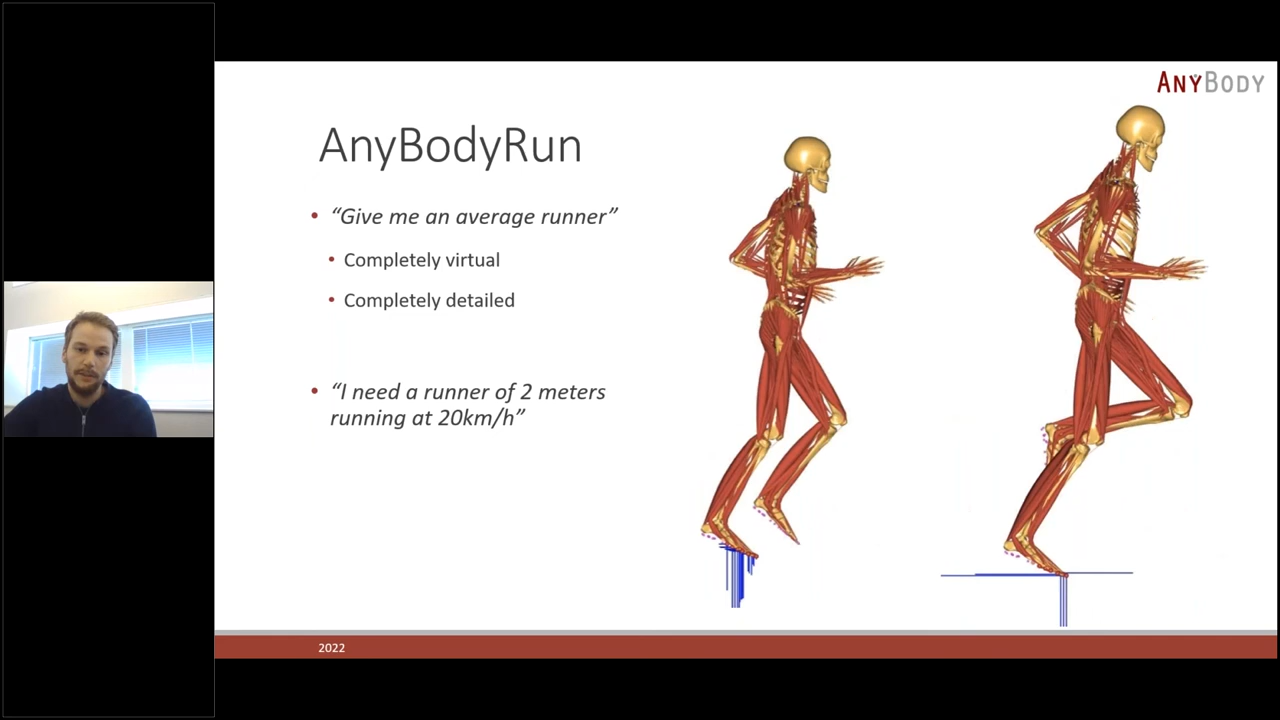 ANYBODY
AnyBodyRun
• “Give me an average runner”
• Completely virtual
• Completely detailed
• “I need a runner of 2 meters
running at 20km/h”
2022